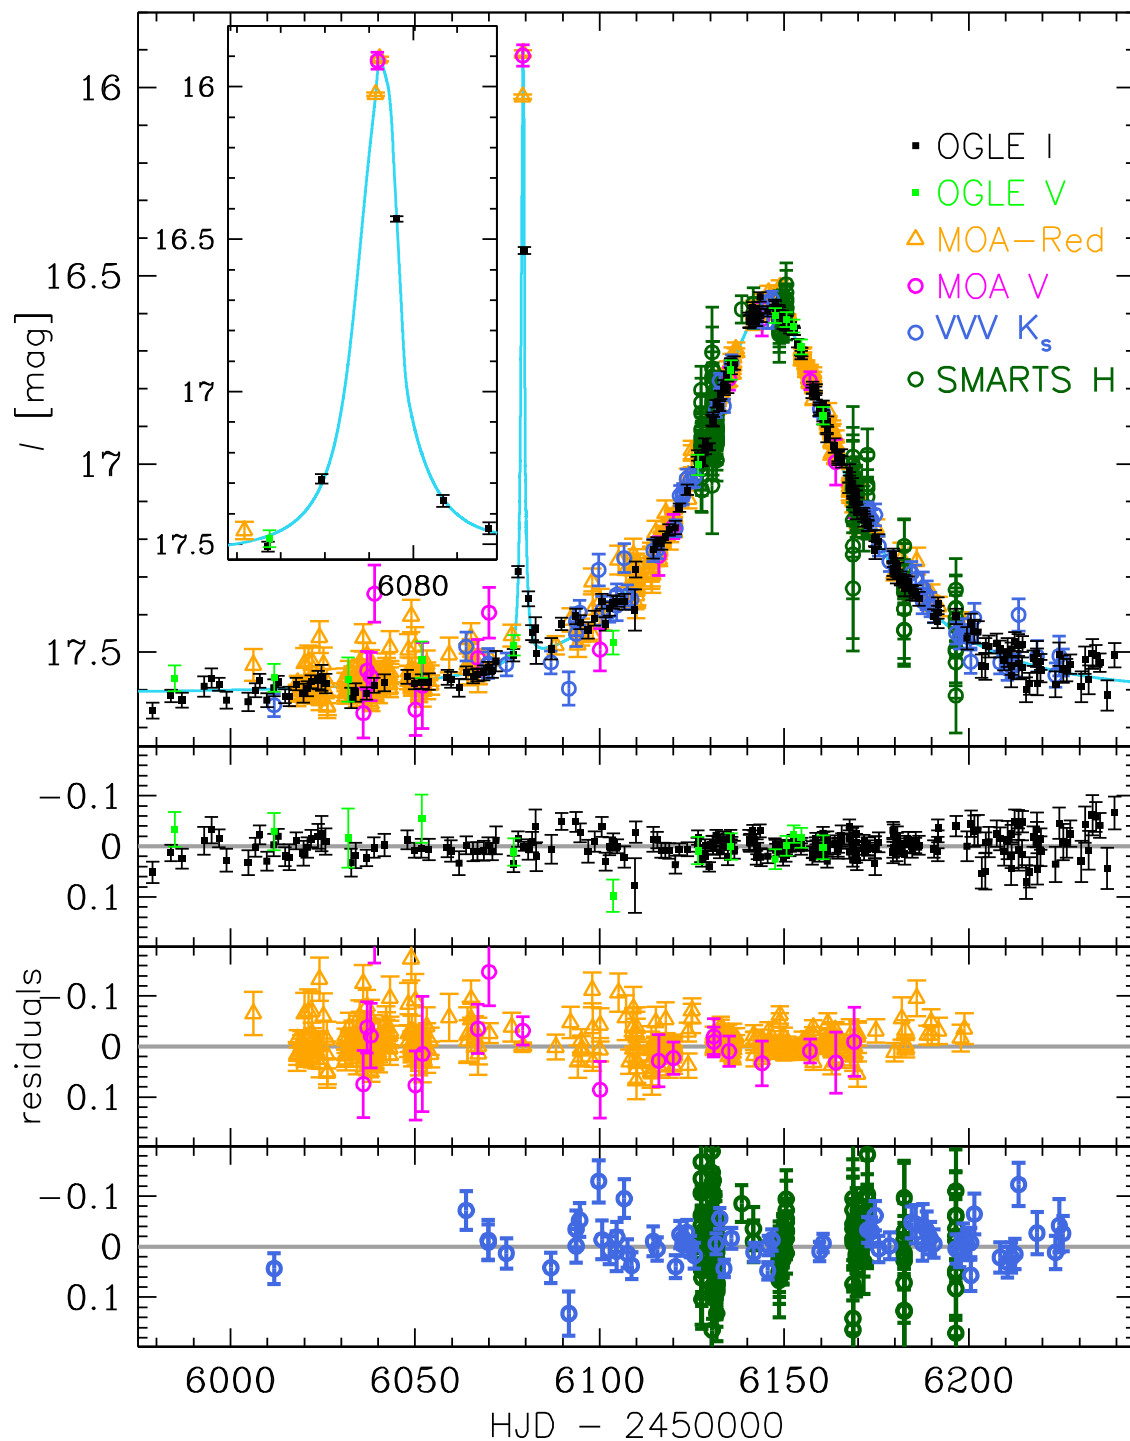 16
16.5
17
17.5
I [mag]
16
16.5
17
17.5
6080
OGLE I
OGLE V
MOA-Red
MOA V
VVV Ks
SMARTS H
-0.1
0
0.1
-0.1
0
0.1
-0.1
0
0.1
residuals
6000
6050
6100
6150
6200
HJD - 2450000